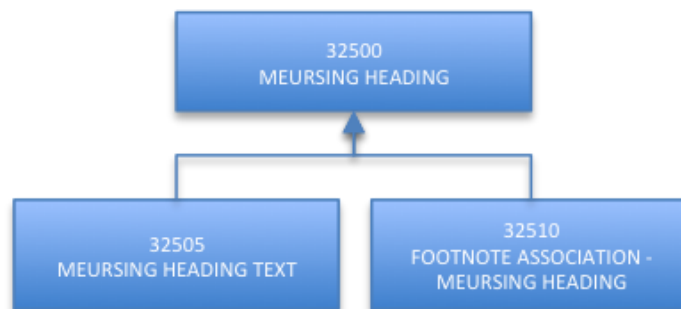 32500
MEURSING HEADING
32505
MEURSING HEADING TEXT
32510
FOOTNOTE ASSOCIATION -
MEURSING HEADING